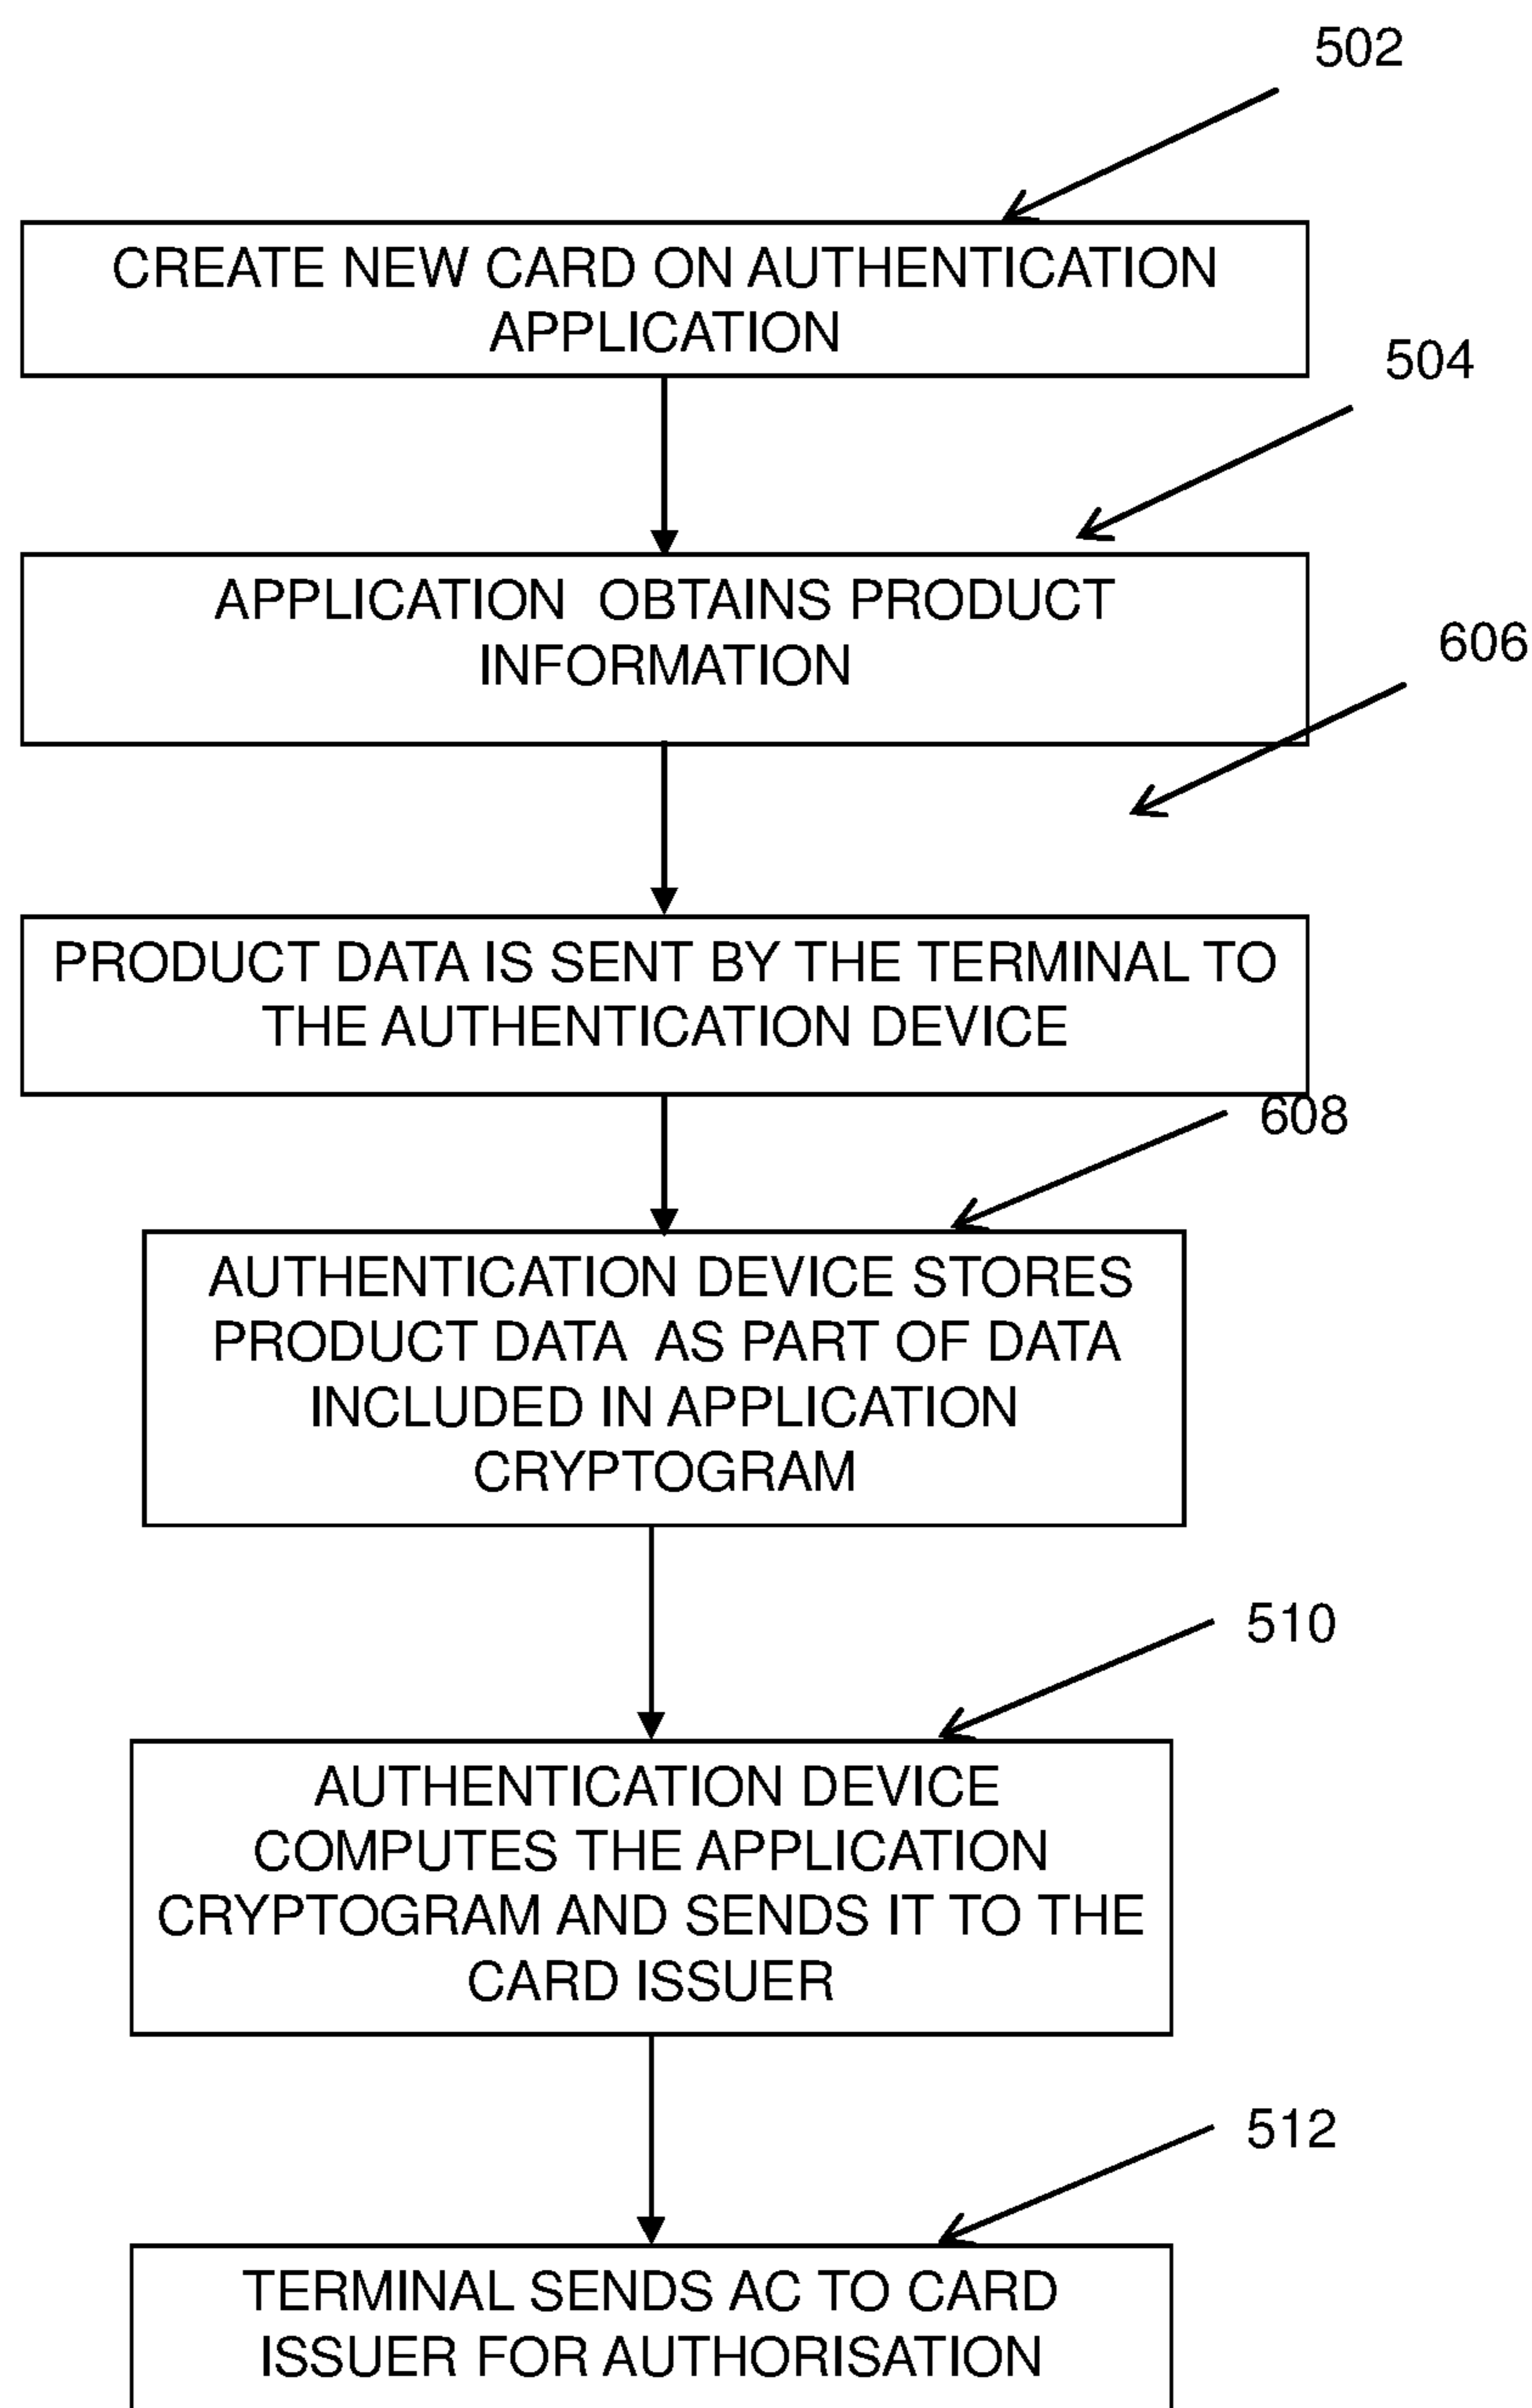 502
CREATE NEW CARD ON AUTHENTICATION
APPLICATION
504
APPLICATION OBTAINS PRODUCT
INFORMATION
606
PRODUCT DATA IS SENT BY THE TERMINAL TO
THE AUTHENTICATION DEVICE
608
AUTHENTICATION DEVICE STORES
PRODUCT DATA AS PART OF DATA
INCLUDED IN APPLICATION
CRYPTOGRAM
510
AUTHENTICATION DEVICE
COMPUTES THE APPLICATION
CRYPTOGRAM AND SENDS IT TO THE
CARD ISSUER
512
TERMINAL SENDS AC TO CARD
ISSUER FOR AUTHORISATION